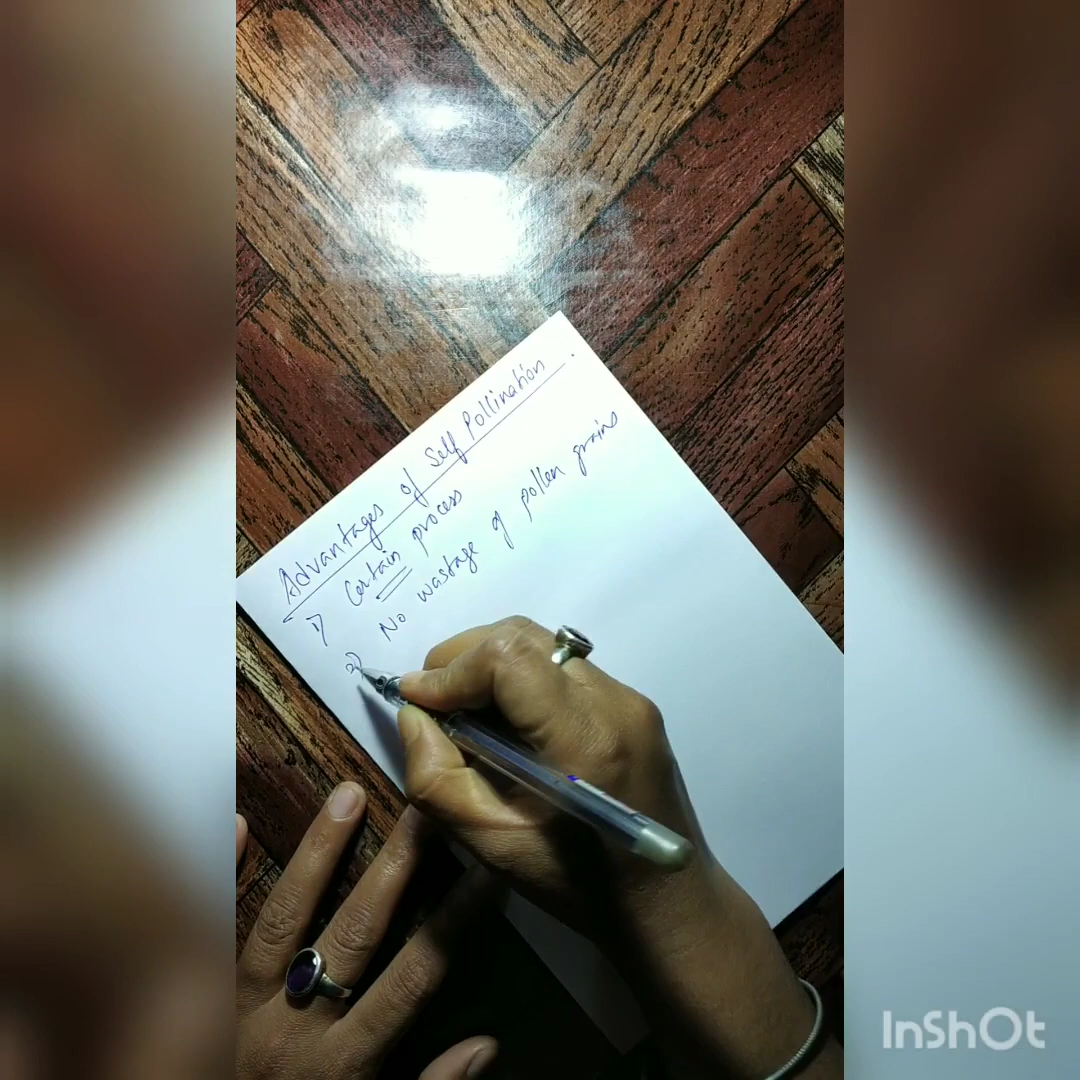 Advantages of Self Pollination.
1) Certain process
2) No wastage of pollen grains
InShOt